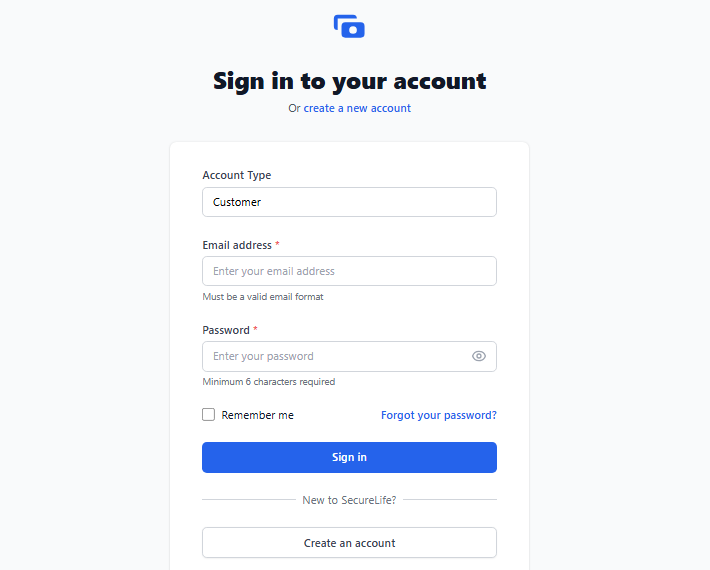 Sign in to your account
Or create a new account
Account Type
Customer
Email address *
Enter your email address
Must be a valid email format
Password *
Enter your password
Minimum 6 characters required
Remember me Forgot your password?
Sign in
New to SecureLife?
Create an account